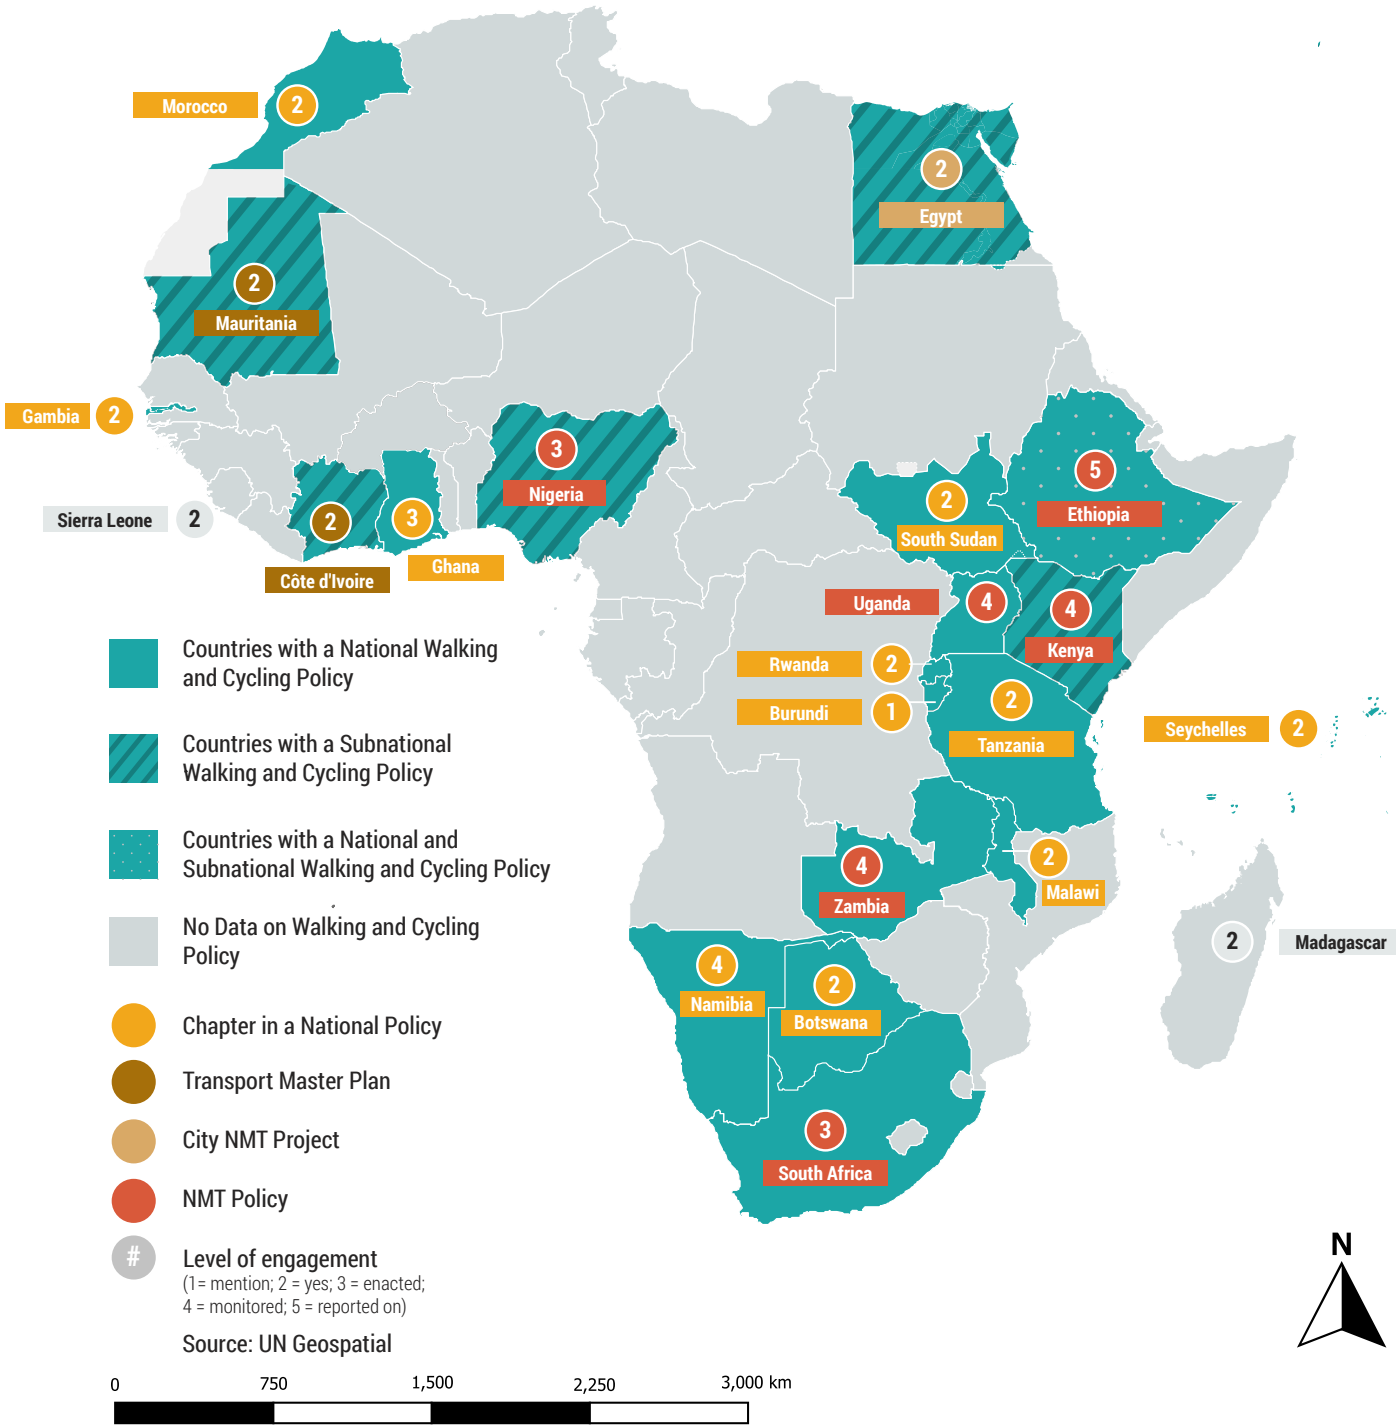 Morocco
2
2
Egypt
2
Mauritania
Gambia
2
3
Nigeria
5
Ethiopia
Sierra Leone
2
2
3
2
South Sudan
Côte d'Ivoire
Ghana
Uganda
4
4
Kenya
Rwanda
2
Burundi
1
2
Tanzania
Seychelles
2
4
Zambia
2
Malawi
2
Madagascar
4
Namibia
2
Botswana
3
South Africa
Countries with a National Walking
and Cycling Policy
Countries with a Subnational
Walking and Cycling Policy
Countries with a National and
Subnational Walking and Cycling Policy
No Data on Walking and Cycling
Policy
Chapter in a National Policy
Transport Master Plan
City NMT Project
NMT Policy
#
Level of engagement
(1= mention; 2 = yes; 3 = enacted;
4 = monitored; 5 = reported on)
Source: UN Geospatial
N
0 750 1,500 2,250 3,000 km